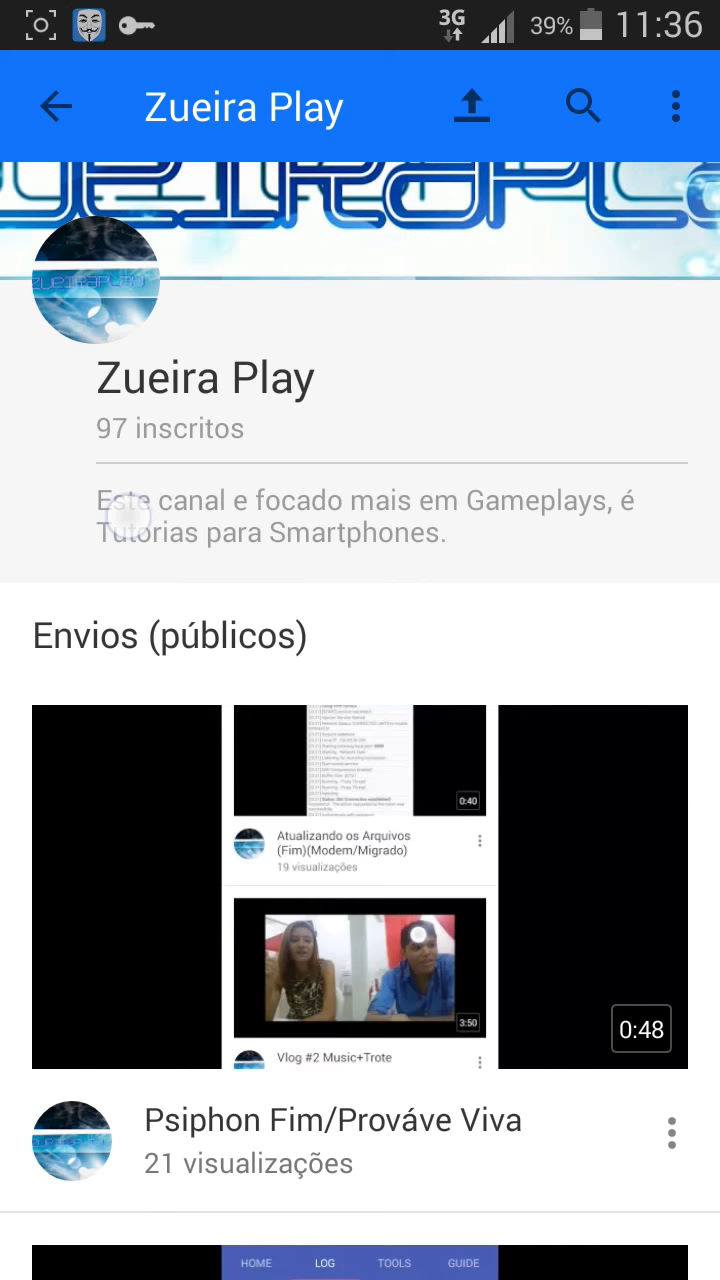 3G 39% 11:36
Zueira Play
ZUEIRAPLAY
Zueira Play
97 inscritos
Este canal e focado mais em Gameplays, é
Tutorias para Smartphones.
Envios (públicos)
0:40
Atualizando os Arquivos
(Fim)(Modem/Migrado)
19 visualizações
3:50
Vlog #2 Music+Trote
0:48
Psiphon Fim/Prováve Viva
21 visualizações
HOME LOG TOOLS GUIDE